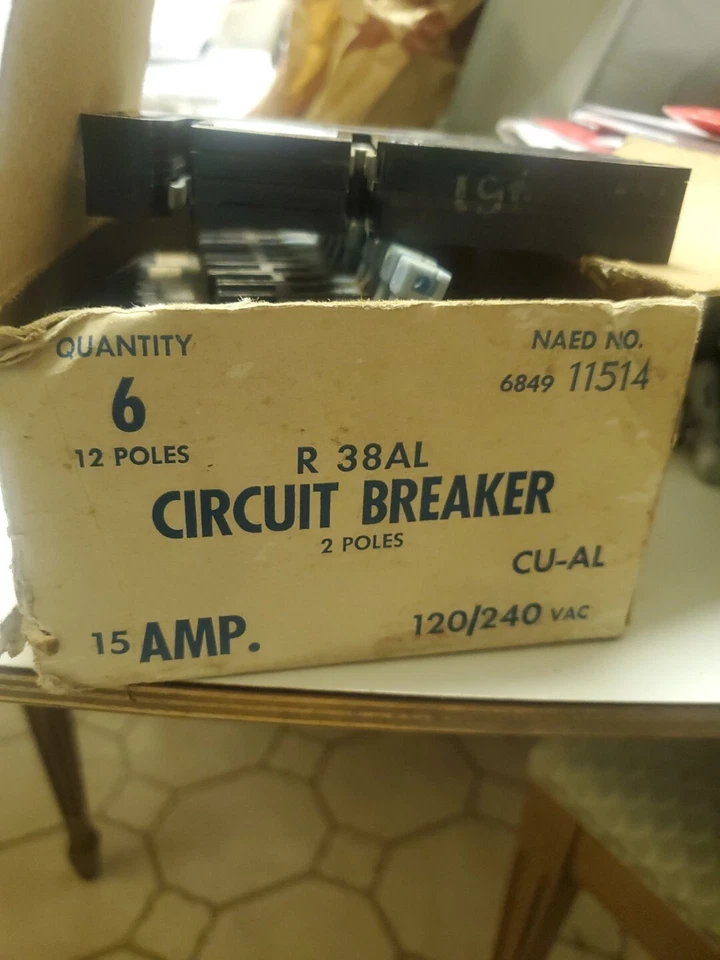 QUANTITY
6
12 POLES
NAED NO.
6849 11514
R 38AL
CIRCUIT BREAKER
2 POLES
CU-AL
15 AMP.
120/240 VAC